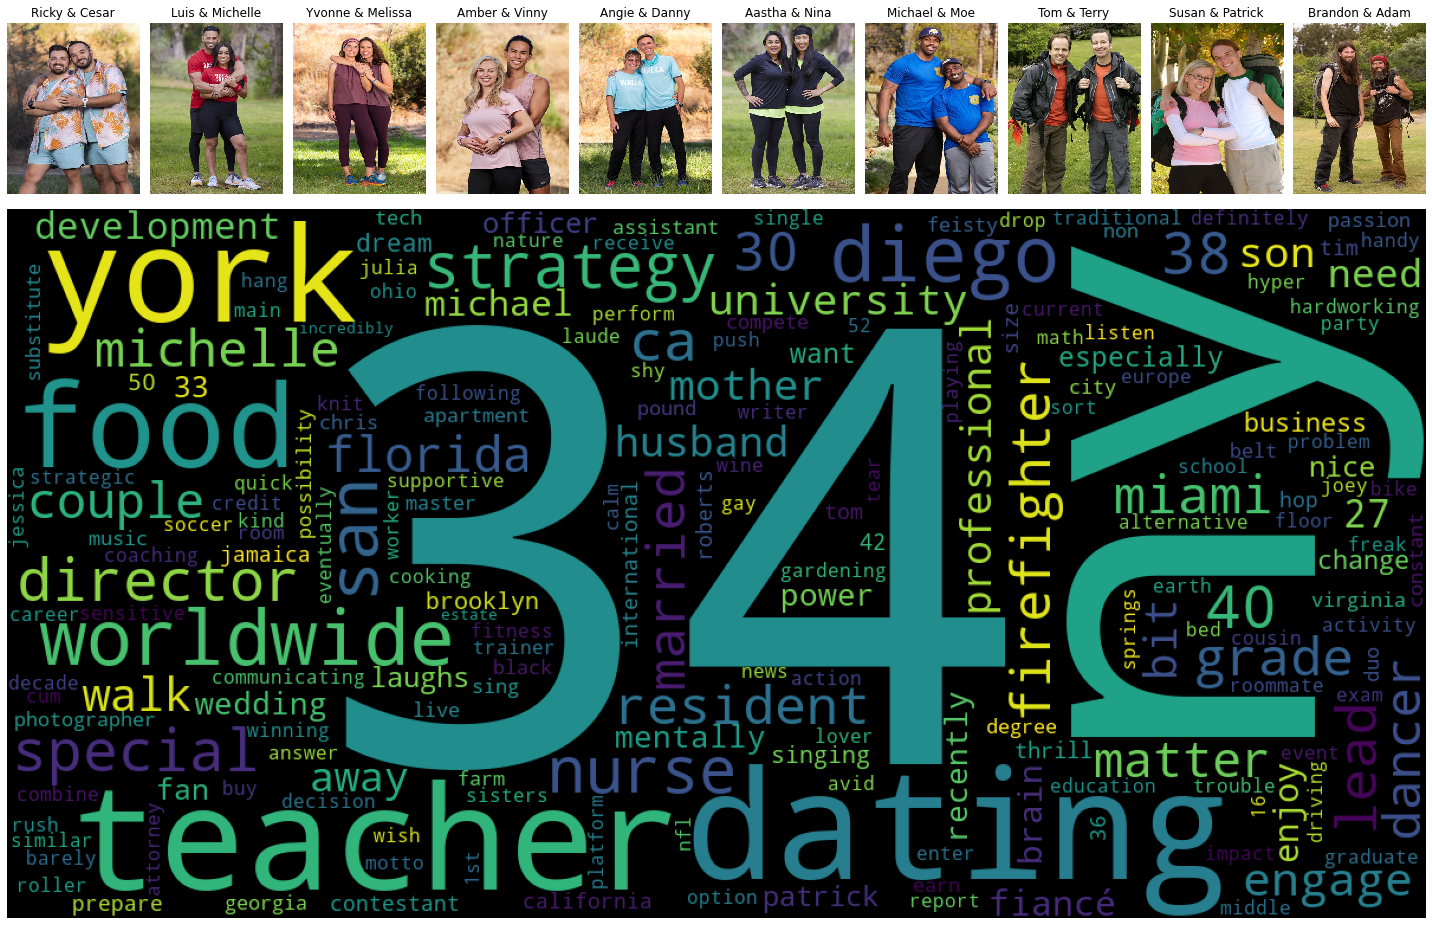 Ricky & Cesar
Luis & Michelle
Yvonne & Melissa
Amber & Vinny
Angie & Danny
Aastha & Nina
Michael & Moe
Tom & Terry
Susan & Patrick
Brandon & Adam
development
tech
officer
assistant
single
feisty
drop
traditional
definitely
passion
york
dream
nature
receive
30
diego
non
38
son
tim
handy
substitute
hang
julia
strategy
hyper
need
main
ohio
michael
perform
university
current
hardworking
incredibly
laude
compete
52
size
math
listen
party
michelle
ca
push
want
playing
especially
50
33
shy
mother
professional
city
europe
food
knit
following
pound
writer
sort
business
chris
apartment
husband
firefighter
belt
problem
possibility
florida
wine
school
nice
jessica
strategic
quick
supportive
roberts
tear
joey
bike
couple
credit
san
worker
master
calm
married
gay
tom
miami
hop
27
soccer
kind
room
34
ny
alternative
floor
music
coaching
jamaica
eventually
international
42
freak
director
cooking
gardening
change
constant
brooklyn
power
earth
virginia
career
sensitive
estate
springs
bit
40
activity
worldwide
fitness
bed
cousin
trainer
grade
duo
decade
communicating
laughs
black
news
action
roommate
exam
cum
walk
wedding
sing
resident
dancer
photographer
live
recently
degree
lead
winning
mentally
lover
thrill
matter
event
special
answer
singing
brain
enjoy
driving
away
farm
nurse
avid
education
trouble
combine
fan
buy
decision
sisters
platform
dating
16
rush
attorney
teacher
wish
nfl
36
similar
barely
motto
1st
enter
impact
graduate
roller
option
patrick
earn
engage
prepare
georgia
contestant
california
report
fiancé
middle